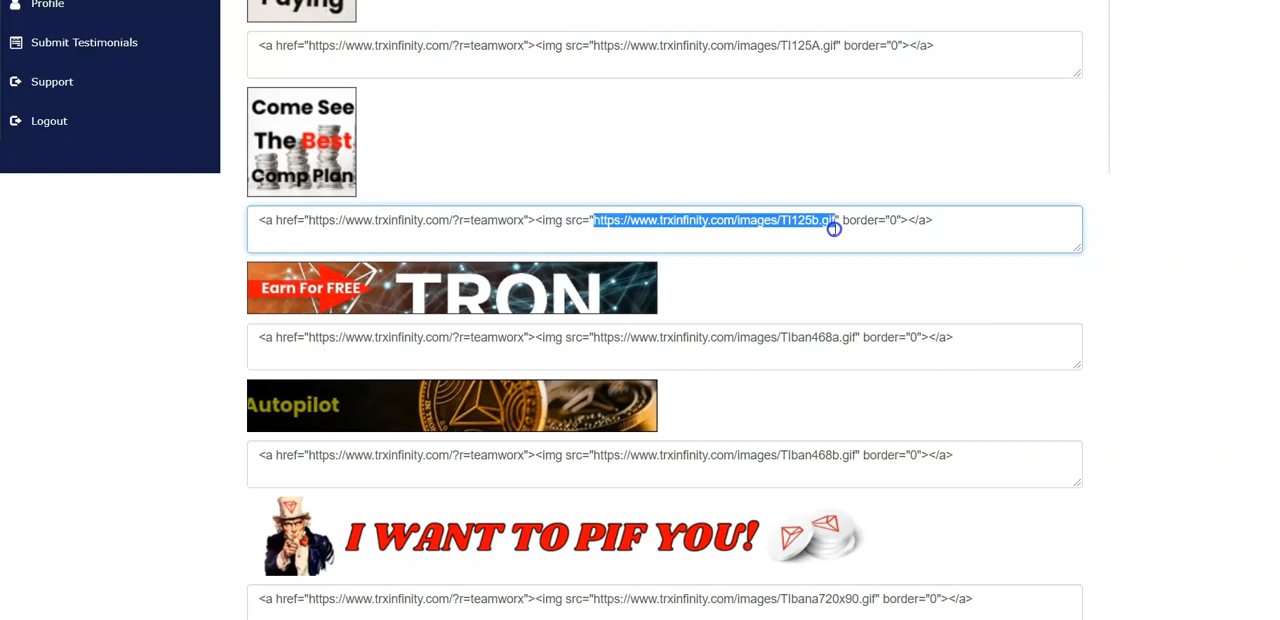 Profile
Submit Testimonials
Support
Logout
Paying
<a href="https://www.trxinfinity.com/?r=teamworx"><img src="https://www.trxinfinity.com/images/TI125A.gif" border="0"></a>
Come See
The Best
Comp Plan
<a href="https://www.trxinfinity.com/?r=teamworx"><img src="https://www.trxinfinity.com/images/TI125b.gif" border="0"></a>
Earn For FREE
TRON
<a href="https://www.trxinfinity.com/?r=teamworx"><img src="https://www.trxinfinity.com/images/TIban468a.gif" border="0"></a>
Autopilot
<a href="https://www.trxinfinity.com/?r=teamworx"><img src="https://www.trxinfinity.com/images/TIban468b.gif" border="0"></a>
I WANT TO PIF YOU!
<a href="https://www.trxinfinity.com/?r=teamworx"><img src="https://www.trxinfinity.com/images/TIbana720x90.gif" border="0"></a>